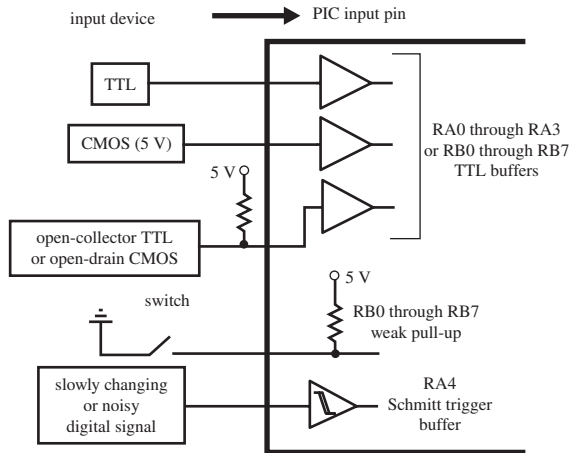 input device
PIC input pin
TTL
CMOS (5 V)
5 V
RA0 through RA3
or RB0 through RB7
TTL buffers
open-collector TTL
or open-drain CMOS
switch
5 V
RB0 through RB7
weak pull-up
slowly changing
or noisy
digital signal
RA4
Schmitt trigger
buffer